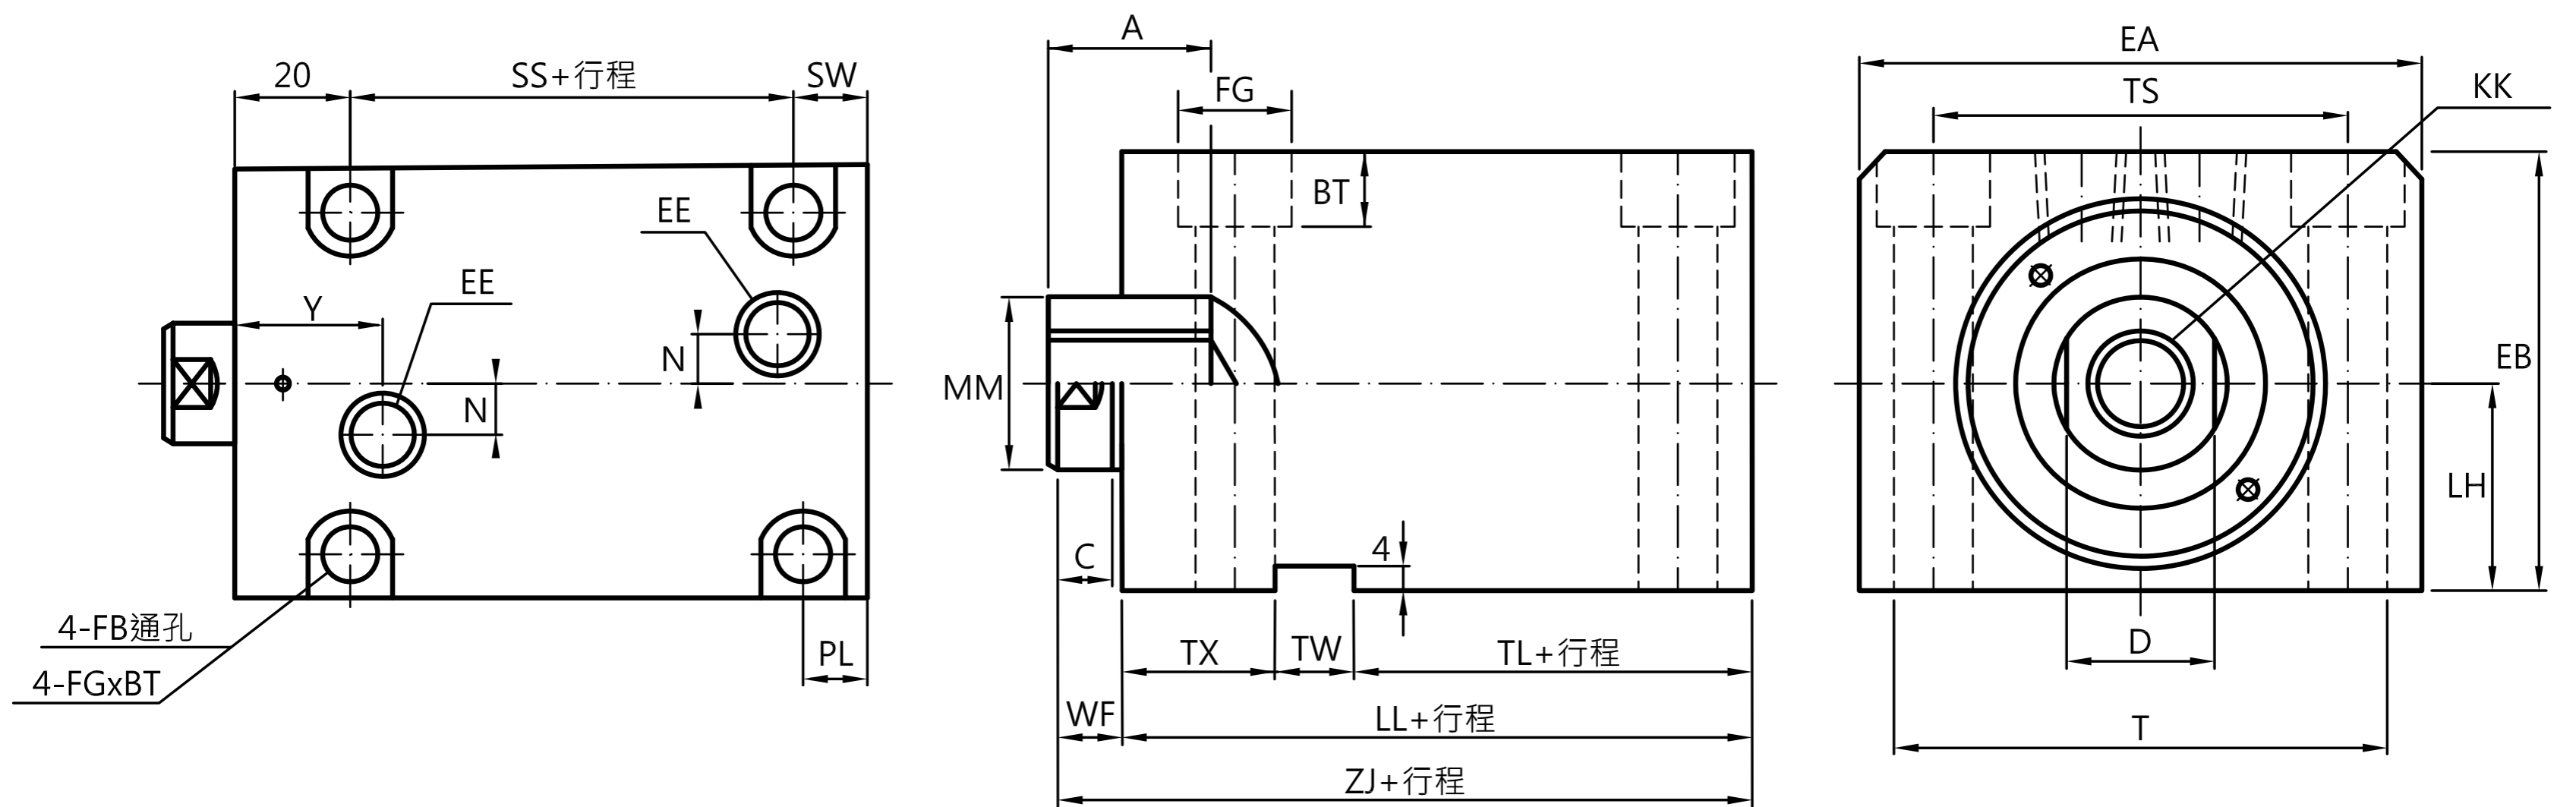 20
SS+行程
SW
EE
EE
Y
N
N
4-FB通孔
4-FGxBT
PL
A
FG
BT
MM
C
4
TX
TW
TL+行程
WF
LL+行程
ZJ+行程
EA
TS
KK
EB
LH
D
T